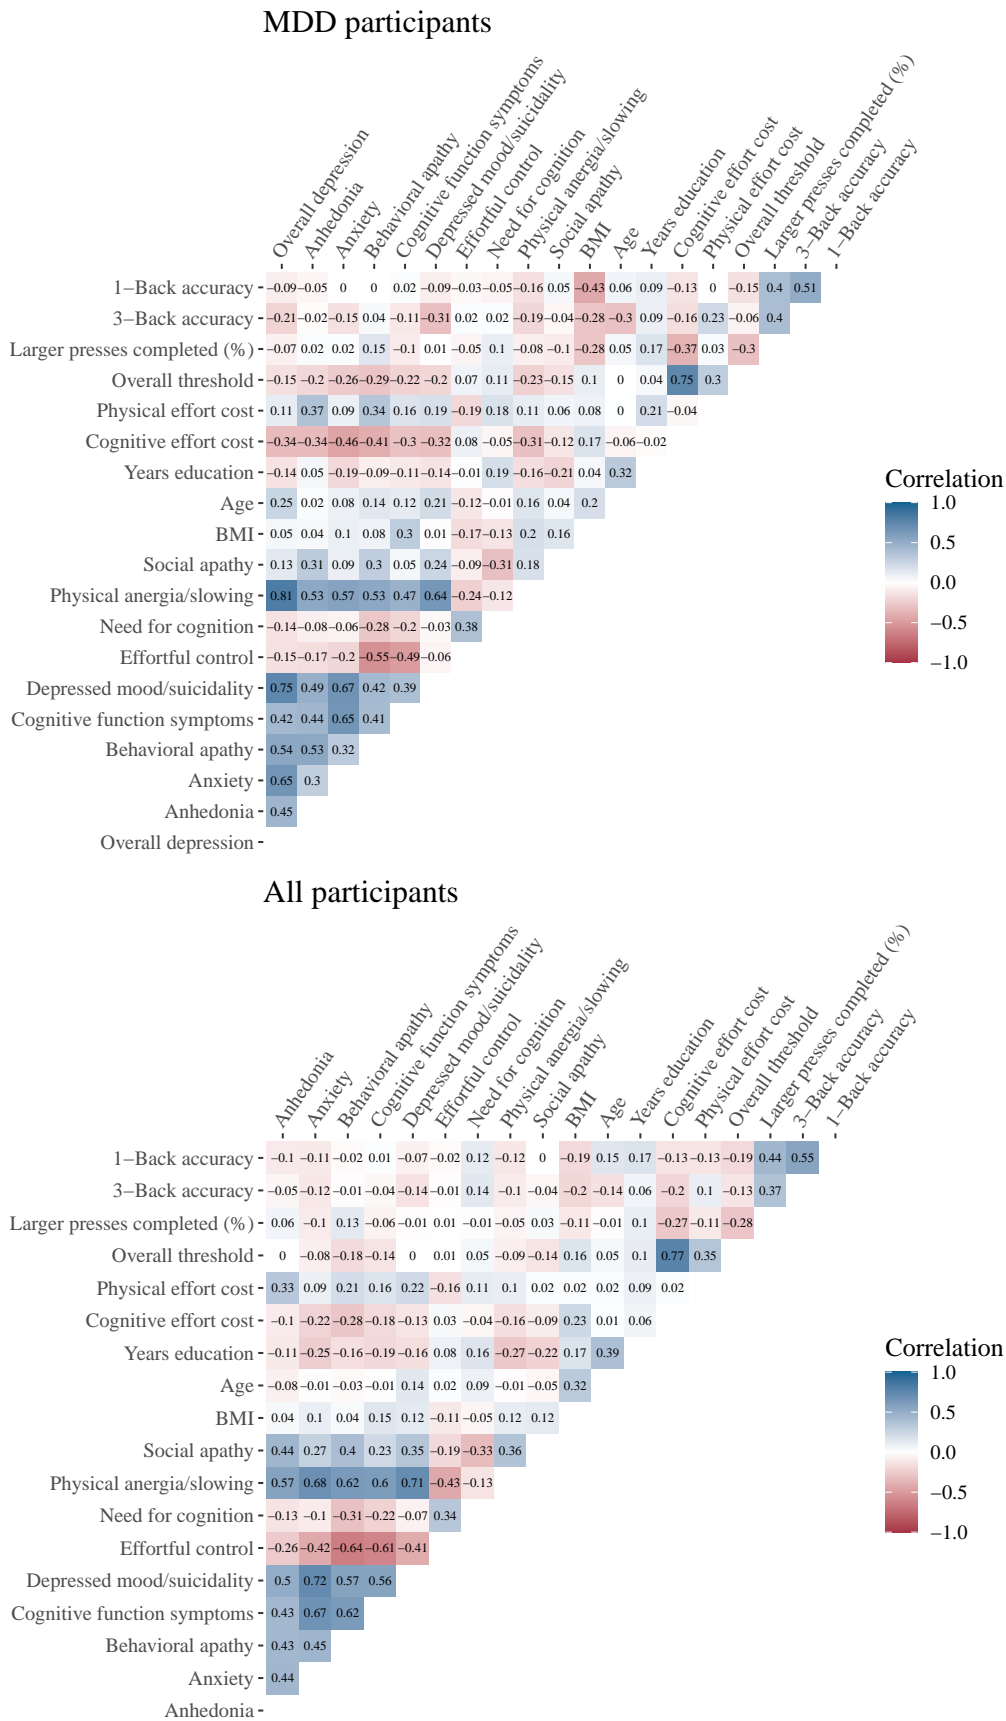 MDD participants
Overall depression
Anhedonia
Anxiety
Behavioral apathy
Cognitive function symptoms
Depressed mood/suicidality
Effortful control
Need for cognition
Physical anergia/slowing
Social apathy
BMI
Age
Years education
Cognitive effort cost
Physical effort cost
Overall threshold
Larger presses completed (%)
3−Back accuracy
1−Back accuracy
1−Back accuracy −0.09 −0.05 0 0 0.02 −0.09 −0.03 −0.05 −0.16 0.05 −0.43 0.06 0.09 −0.13 0 −0.15 0.4 0.51
3−Back accuracy −0.21 −0.02 −0.15 0.04 −0.11 −0.31 0.02 0.02 −0.19 −0.04 −0.28 −0.3 0.09 −0.16 0.23 −0.06 0.4
Larger presses completed (%) −0.07 0.02 0.02 0.15 −0.1 0.01 −0.05 0.1 −0.08 −0.1 −0.28 0.05 0.17 −0.37 0.03 −0.3
Overall threshold −0.15 −0.2 −0.26 −0.29 −0.22 −0.2 0.07 0.11 −0.23 −0.15 0.1 0 0.04 0.75 0.3
Physical effort cost 0.11 0.37 0.09 0.34 0.16 0.19 −0.19 0.18 0.11 0.06 0.08 0 0.21 −0.04
Cognitive effort cost −0.34 −0.34 −0.46 −0.41 −0.3 −0.32 0.08 −0.05 −0.31 −0.12 0.17 −0.06 −0.02
Years education −0.14 0.05 −0.19 −0.09 −0.11 −0.14 −0.01 0.19 −0.16 −0.21 0.04 0.32
Age 0.25 0.02 0.08 0.14 0.12 0.21 −0.12 −0.01 0.16 0.04 0.2
BMI 0.05 0.04 0.1 0.08 0.3 0.01 −0.17 −0.13 0.2 0.16
Social apathy 0.13 0.31 0.09 0.3 0.05 0.24 −0.09 −0.31 0.18
Physical anergia/slowing 0.81 0.53 0.57 0.53 0.47 0.64 −0.24 −0.12
Need for cognition −0.14 −0.08 −0.06 −0.28 −0.2 −0.03 0.38
Effortful control −0.15 −0.17 −0.2 −0.55 −0.49 −0.06
Depressed mood/suicidality 0.75 0.49 0.67 0.42 0.39
Cognitive function symptoms 0.42 0.44 0.65 0.41
Behavioral apathy 0.54 0.53 0.32
Anxiety 0.65 0.3
Anhedonia 0.45
Overall depression
Correlation
1.0
0.5
0.0
−0.5
−1.0
All participants
Anhedonia
Anxiety
Behavioral apathy
Cognitive function symptoms
Depressed mood/suicidality
Effortful control
Need for cognition
Physical anergia/slowing
Social apathy
BMI
Age
Years education
Cognitive effort cost
Physical effort cost
Overall threshold
Larger presses completed (%)
3−Back accuracy
1−Back accuracy
1−Back accuracy −0.1 −0.11 −0.02 0.01 −0.07 −0.02 0.12 −0.12 0 −0.19 0.15 0.17 −0.13 −0.13 −0.19 0.44 0.55
3−Back accuracy −0.05 −0.12 −0.01 −0.04 −0.14 −0.01 0.14 −0.1 −0.04 −0.2 −0.14 0.06 −0.2 0.1 −0.13 0.37
Larger presses completed (%) 0.06 −0.1 0.13 −0.06 −0.01 0.01 −0.01 −0.05 0.03 −0.11 −0.01 0.1 −0.27 −0.11 −0.28
Overall threshold 0 −0.08 −0.18 −0.14 0 0.01 0.05 −0.09 −0.14 0.16 0.05 0.1 0.77 0.35
Physical effort cost 0.33 0.09 0.21 0.16 0.22 −0.16 0.11 0.1 0.02 0.02 0.02 0.09 0.02
Cognitive effort cost −0.1 −0.22 −0.28 −0.18 −0.13 0.03 −0.04 −0.16 −0.09 0.23 0.01 0.06
Years education −0.11 −0.25 −0.16 −0.19 −0.16 0.08 0.16 −0.27 −0.22 0.17 0.39
Age −0.08 −0.01 −0.03 −0.01 0.14 0.02 0.09 −0.01 −0.05 0.32
BMI 0.04 0.1 0.04 0.15 0.12 −0.11 −0.05 0.12 0.12
Social apathy 0.44 0.27 0.4 0.23 0.35 −0.19 −0.33 0.36
Physical anergia/slowing 0.57 0.68 0.62 0.6 0.71 −0.43 −0.13
Need for cognition −0.13 −0.1 −0.31 −0.22 −0.07 0.34
Effortful control −0.26 −0.42 −0.64 −0.61 −0.41
Depressed mood/suicidality 0.5 0.72 0.57 0.56
Cognitive function symptoms 0.43 0.67 0.62
Behavioral apathy 0.43 0.45
Anxiety 0.44
Anhedonia
Correlation
1.0
0.5
0.0
−0.5
−1.0